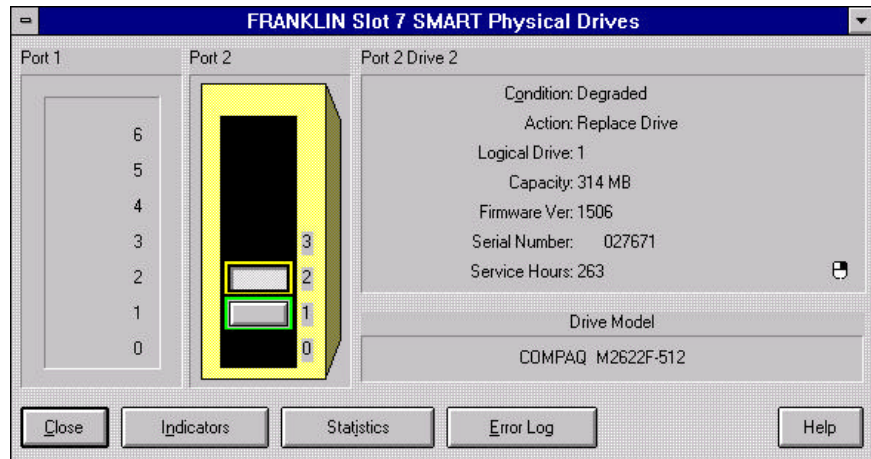 FRANKLIN Slot 7 SMART Physical Drives
Port 1
6
5
4
3
2
1
0
Port 2
3
2
1
0
Port 2 Drive 2
Condition: Degraded
Action: Replace Drive
Logical Drive: 1
Capacity: 314 MB
Firmware Ver: 1506
Serial Number: 027671
Service Hours: 263
Drive Model
COMPAQ M2622F-512
Close
Indicators
Statistics
Error Log
Help